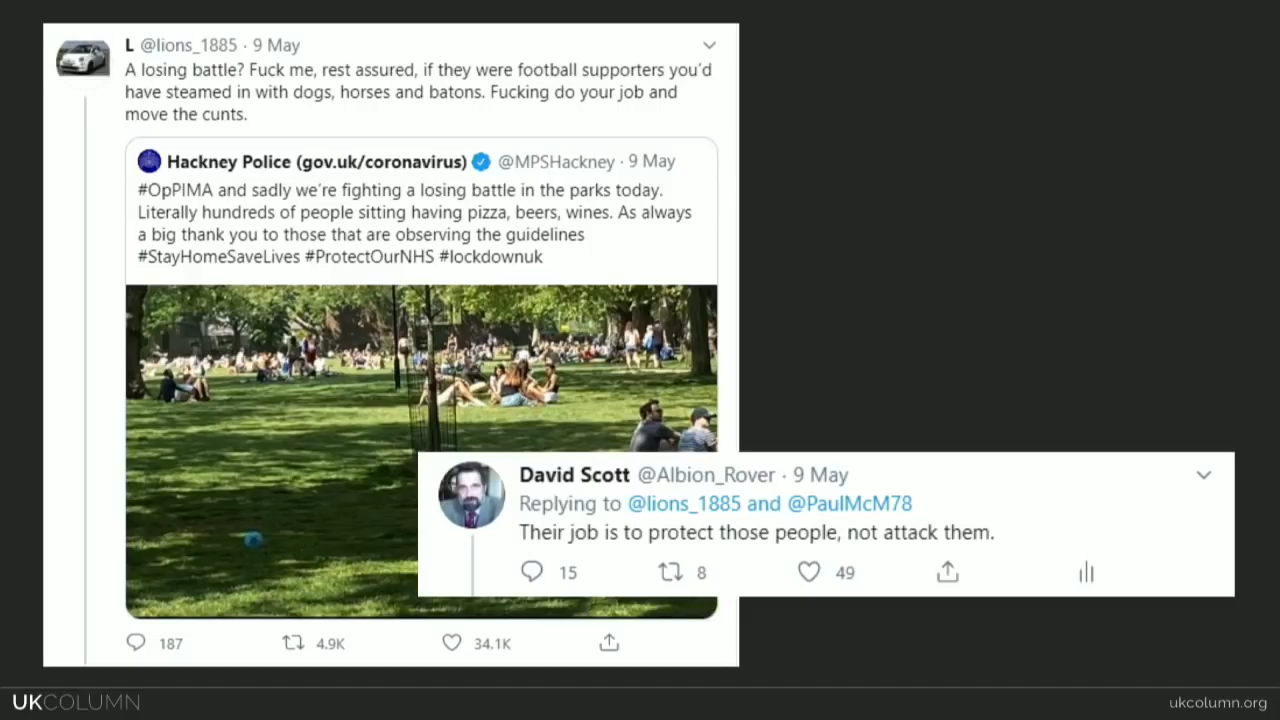 L @lions_1885 · 9 May
A losing battle? Fuck me, rest assured, if they were football supporters you'd
have steamed in with dogs, horses and batons. Fucking do your job and
move the cunts.
Hackney Police (gov.uk/coronavirus) @MPSHackney · 9 May
#OpPIMA and sadly we're fighting a losing battle in the parks today.
Literally hundreds of people sitting having pizza, beers, wines. As always
a big thank you to those that are observing the guidelines
#StayHomeSaveLives #ProtectOurNHS #lockdownuk
David Scott @Albion_Rover · 9 May
Replying to @lions_1885 and @PaulMcM78
Their job is to protect those people, not attack them.
15 8 49
187 4.9K 34.1K
UKCOLUMN
ukcolumn.org